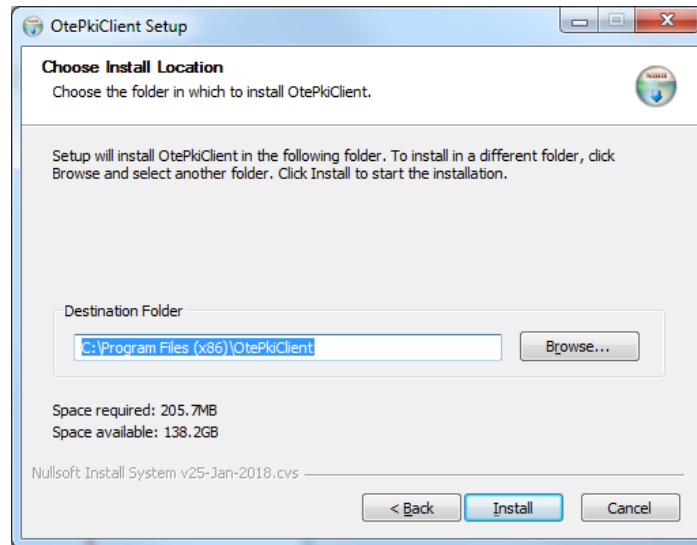 OtePkiClient Setup
Choose Install Location
Choose the folder in which to install OtePkiClient.
Setup will install OtePkiClient in the following folder. To install in a different folder, click
Browse and select another folder. Click Install to start the installation.
Destination Folder
C:\Program Files (x86)\OtePkiClient
Browse...
Space required: 205.7MB
Space available: 138.2GB
Nullsoft Install System v25-Jan-2018.cvs
< Back
Install
Cancel